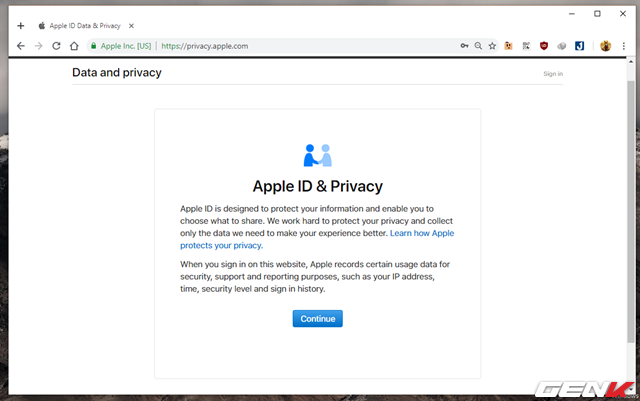 Apple ID Data & Privacy
Apple Inc. [US]
https://privacy.apple.com
Data and privacy
Sign in
Apple ID & Privacy
Apple ID is designed to protect your information and enable you to
choose what to share. We work hard to protect your privacy and collect
only the data we need to make your experience better. Learn how Apple
protects your privacy.
When you sign in on this website, Apple records certain usage data for
security, support and reporting purposes, such as your IP address,
time, security level and sign in history.
Continue
GENK